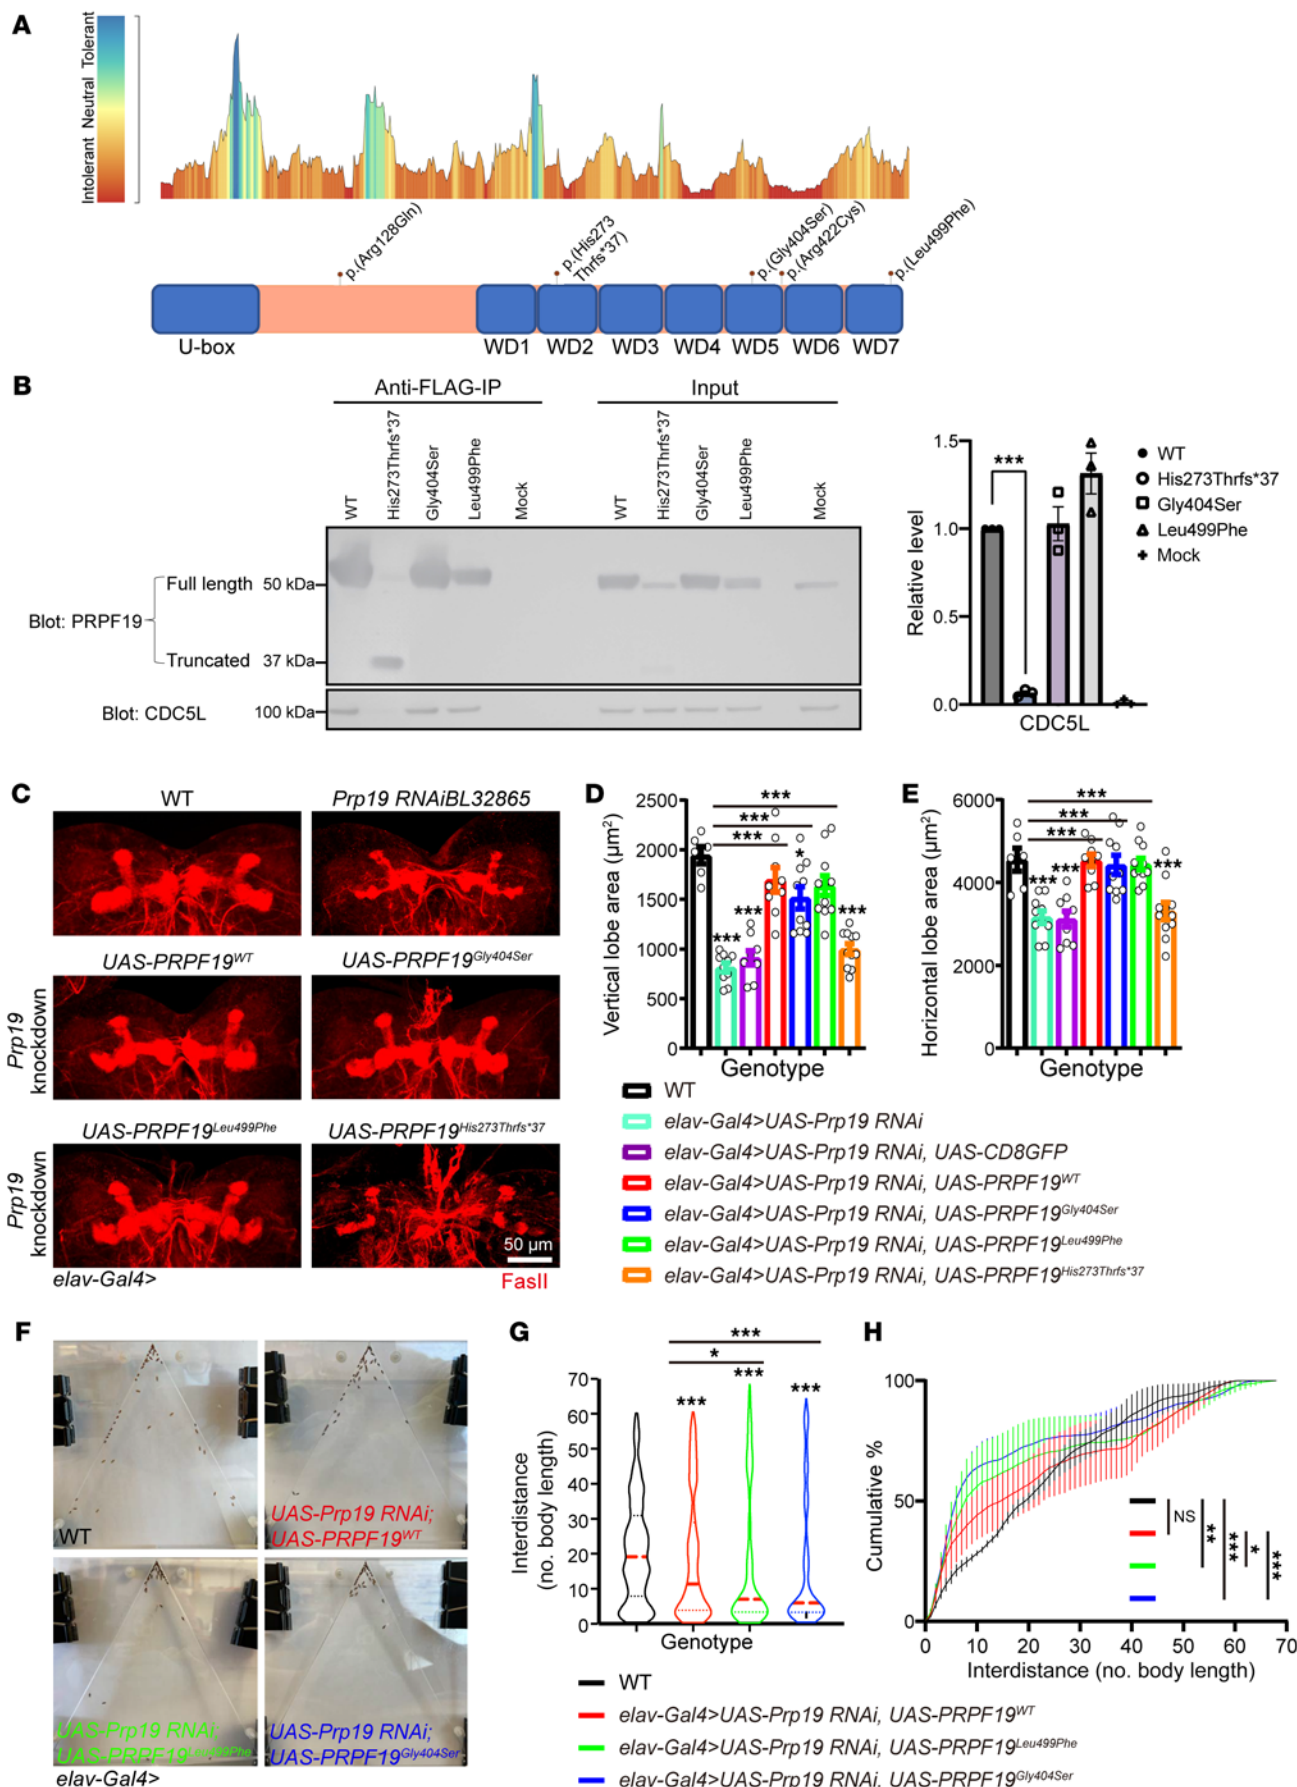 A
Intolerant Neutral Tolerant
p.(Arg128Gln)
p.(His273
Thrfs*37)
p.(Gly404Ser)
p.(Arg422Cys)
p.(Leu499Phe)
U-box WD1 WD2 WD3 WD4 WD5 WD6 WD7
B
Anti-FLAG-IP Input
WT His273Thrfs*37 Gly404Ser Leu499Phe Mock WT His273Thrfs*37 Gly404Ser Leu499Phe Mock
Blot: PRPF19
Full length 50 kDa
Truncated 37 kDa
Blot: CDC5L 100 kDa
Relative level
1.5
1.0
0.5
0.0
***
CDC5L
WT
His273Thrfs*37
Gly404Ser
Leu499Phe
Mock
C
WT Prp19 RNAiBL32865
UAS-PRPF19WT UAS-PRPF19Gly404Ser
Prp19
knockdown
UAS-PRPF19Leu499Phe UAS-PRPF19His273Thrfs*37
Prp19
knockdown
50 µm
elav-Gal4> FasII
D
Vertical lobe area (µm²)
2500
2000
1500
1000
500
0
***
***
***
*
***
***
***
Genotype
E
Horizontal lobe area (µm²)
6000
4000
2000
0
***
***
***
***
***
***
Genotype
WT
elav-Gal4>UAS-Prp19 RNAi
elav-Gal4>UAS-Prp19 RNAi, UAS-CD8GFP
elav-Gal4>UAS-Prp19 RNAi, UAS-PRPF19WT
elav-Gal4>UAS-Prp19 RNAi, UAS-PRPF19Gly404Ser
elav-Gal4>UAS-Prp19 RNAi, UAS-PRPF19Leu499Phe
elav-Gal4>UAS-Prp19 RNAi, UAS-PRPF19His273Thrfs*37
F
WT
UAS-Prp19 RNAi;
UAS-PRPF19WT
UAS-Prp19 RNAi;
UAS-PRPF19Leu499Phe
UAS-Prp19 RNAi;
UAS-PRPF19Gly404Ser
elav-Gal4>
G
Interdistance
(no. body length)
70
60
50
40
30
20
10
0
***
*
***
***
***
Genotype
H
Cumulative %
100
50
0
0 10 20 30 40 50 60 70
NS
**
***
*
***
Interdistance (no. body length)
WT
elav-Gal4>UAS-Prp19 RNAi, UAS-PRPF19WT
elav-Gal4>UAS-Prp19 RNAi, UAS-PRPF19Leu499Phe
elav-Gal4>UAS-Prp19 RNAi, UAS-PRPF19Gly404Ser